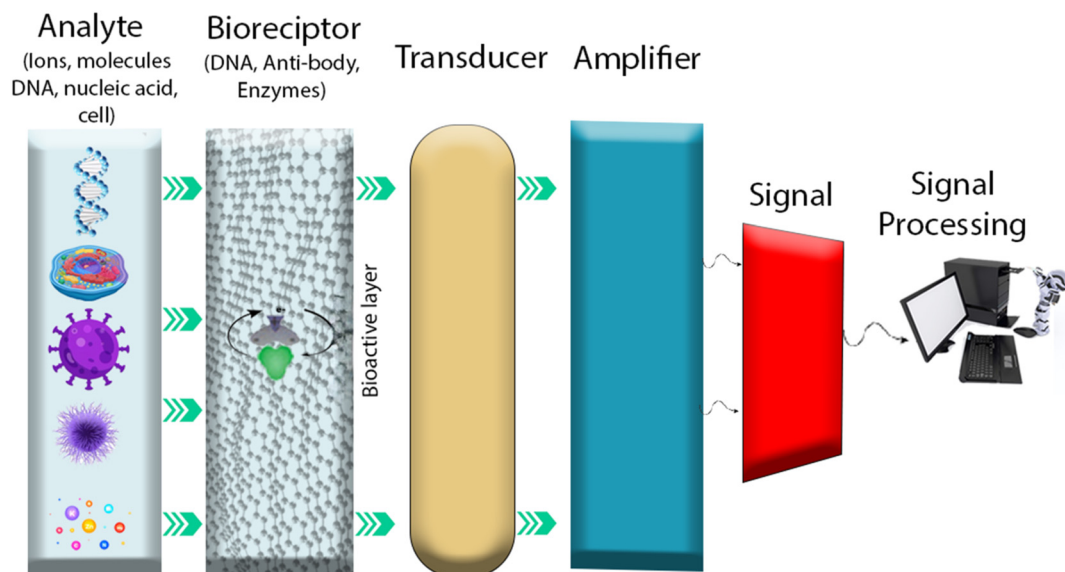 Analyte
(Ions, molecules
DNA, nucleic acid,
cell)
Bioreciptor
(DNA, Anti-body,
Enzymes)
Bioactive layer
Transducer
Amplifier
Signal
Signal
Processing